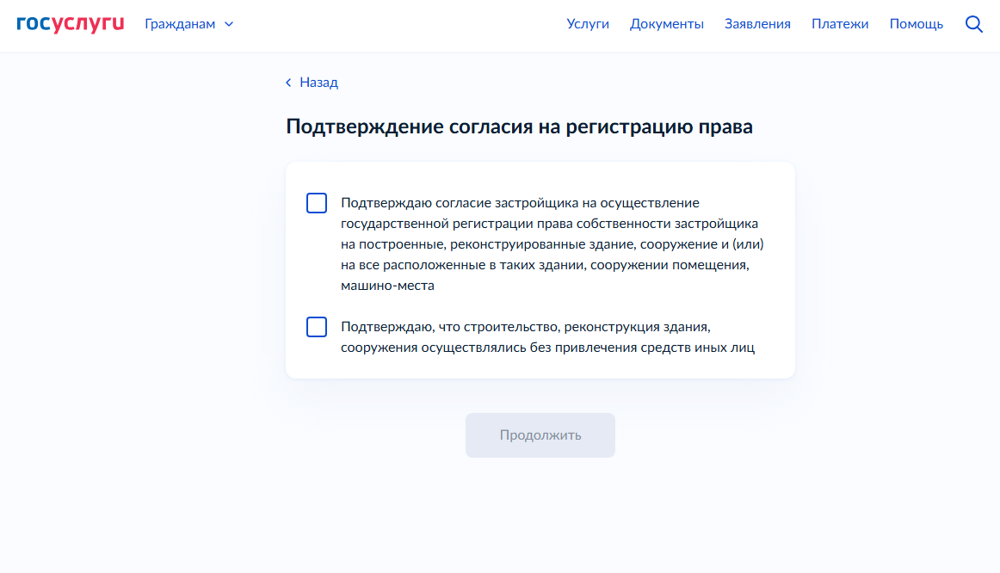 госуслуги Гражданам Услуги Документы Заявления Платежи Помощь
Назад
Подтверждение согласия на регистрацию права
Подтверждаю согласие застройщика на осуществление
государственной регистрации права собственности застройщика
на построенные, реконструированные здание, сооружение и (или)
на все расположенные в таких здании, сооружении помещения,
машино-места
Подтверждаю, что строительство, реконструкция здания,
сооружения осуществлялись без привлечения средств иных лиц
Продолжить